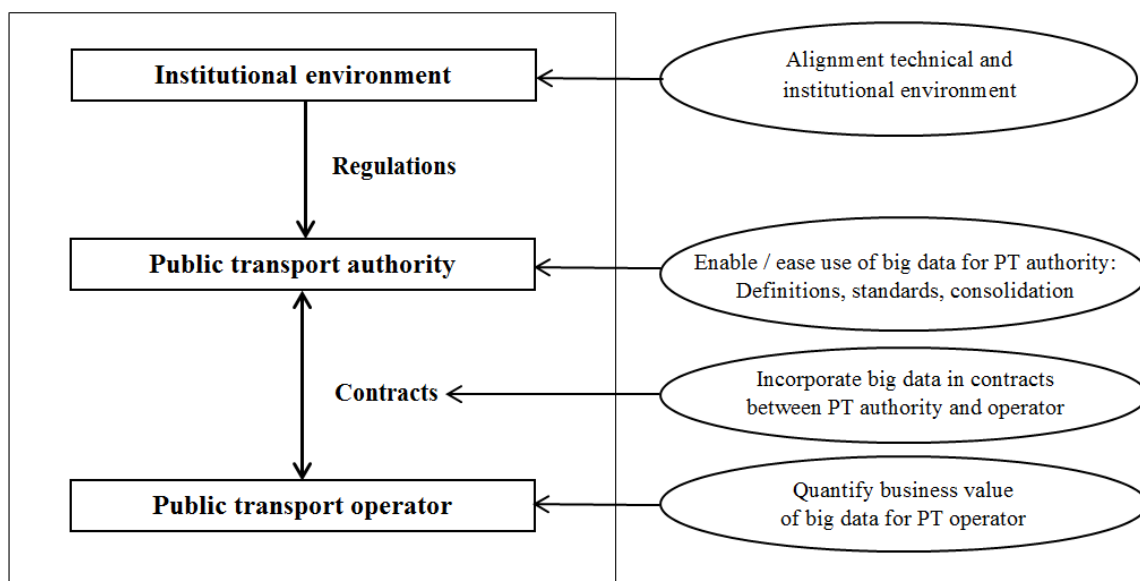 Institutional environment
Alignment technical and
institutional environment
Regulations
Public transport authority
Enable / ease use of big data for PT authority:
Definitions, standards, consolidation
Contracts
Incorporate big data in contracts
between PT authority and operator
Public transport operator
Quantify business value
of big data for PT operator